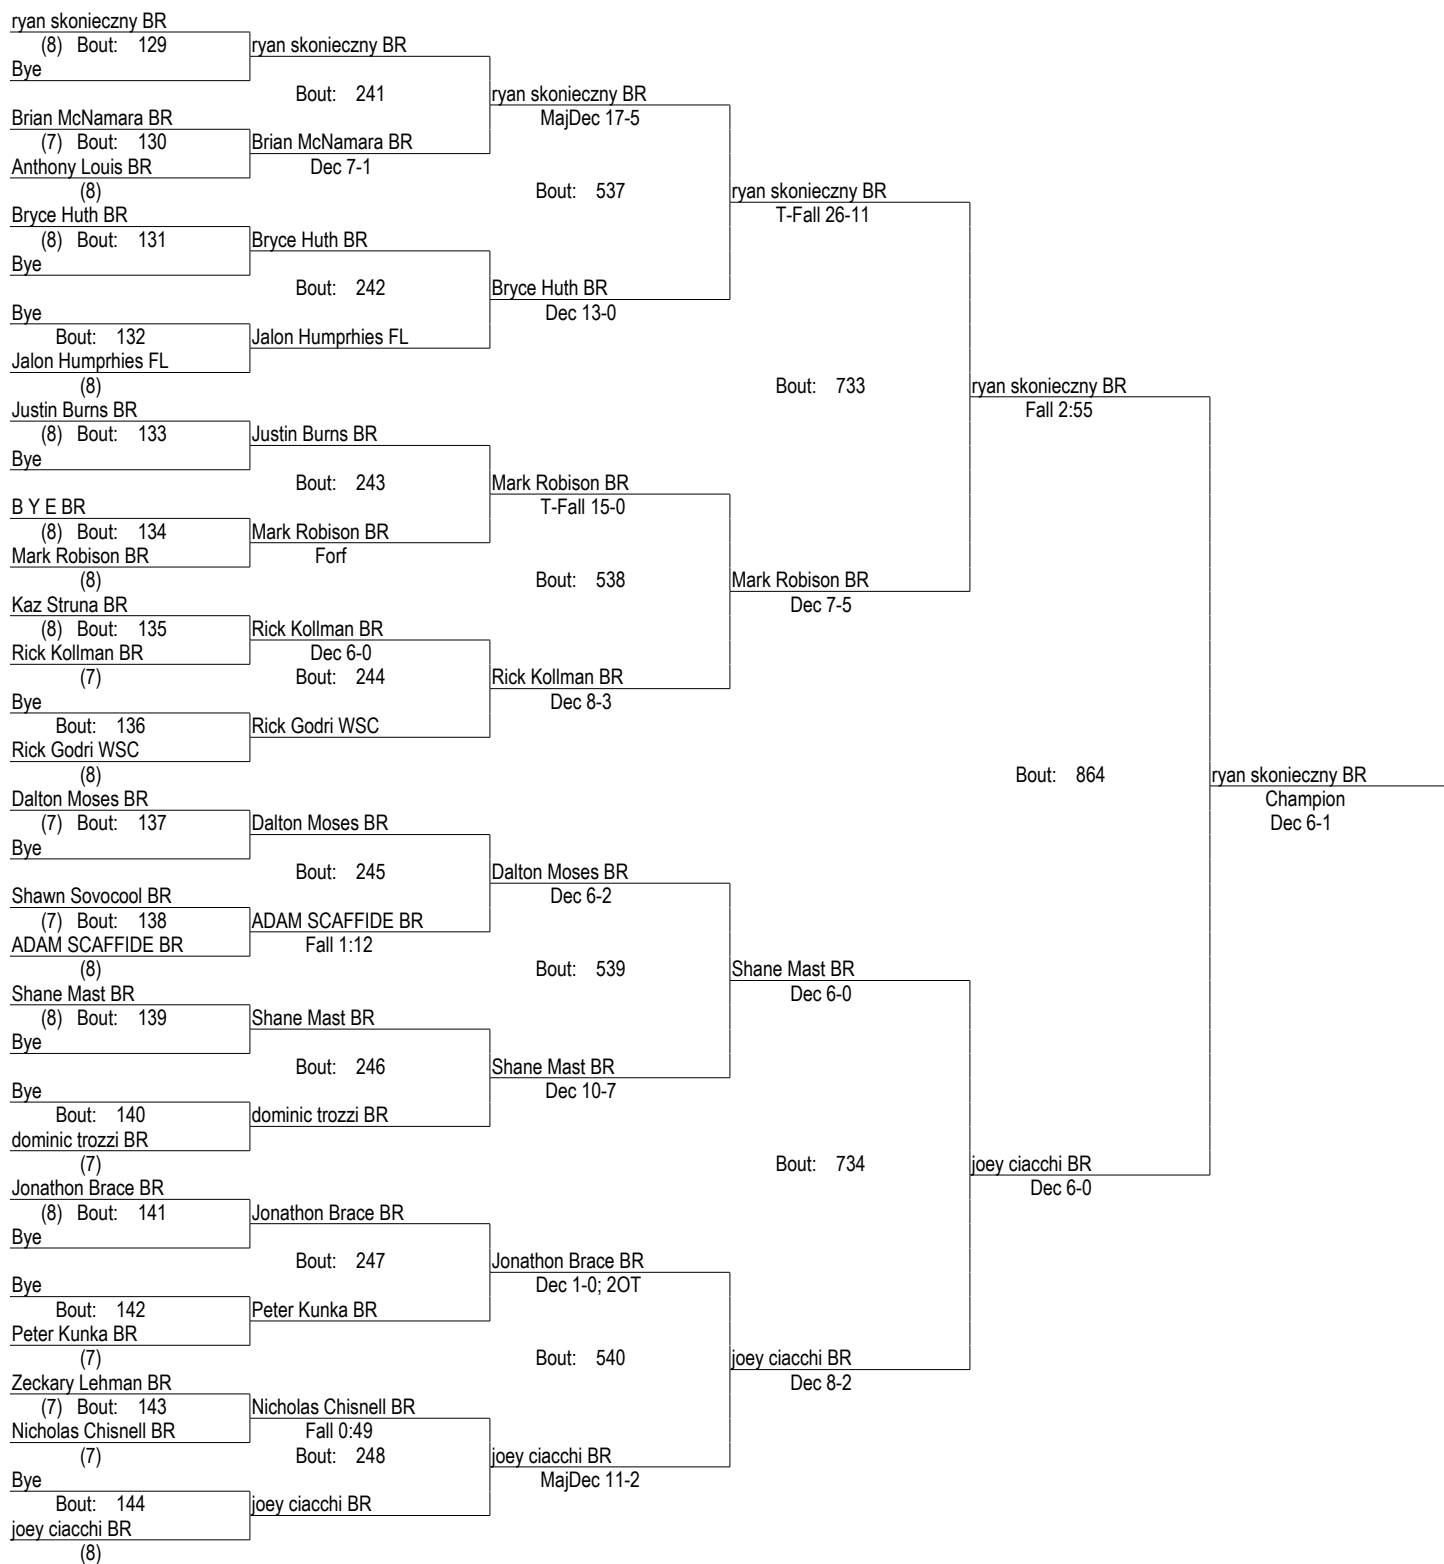 ryan skonieczny BR
(8) Bout: 129
Bye
ryan skonieczny BR
Bout: 241
ryan skonieczny BR
MajDec 17-5
Brian McNamara BR
(7) Bout: 130
Anthony Louis BR
(8)
Brian McNamara BR
Dec 7-1
Bout: 537
ryan skonieczny BR
T-Fall 26-11
Bryce Huth BR
(8) Bout: 131
Bye
Bryce Huth BR
Bout: 242
Bryce Huth BR
Dec 13-0
Bye
Bout: 132
Jalon Humprhies FL
(8)
Jalon Humprhies FL
Bout: 733
ryan skonieczny BR
Fall 2:55
Justin Burns BR
(8) Bout: 133
Bye
Justin Burns BR
Bout: 243
Mark Robison BR
T-Fall 15-0
B Y E BR
(8) Bout: 134
Mark Robison BR
(8)
Mark Robison BR
Forf
Bout: 538
Mark Robison BR
Dec 7-5
Kaz Struna BR
(8) Bout: 135
Rick Kollman BR
(7)
Rick Kollman BR
Dec 6-0
Bout: 244
Rick Kollman BR
Dec 8-3
Bye
Bout: 136
Rick Godri WSC
(8)
Rick Godri WSC
Bout: 864
ryan skonieczny BR
Champion
Dec 6-1
Dalton Moses BR
(7) Bout: 137
Bye
Dalton Moses BR
Bout: 245
Dalton Moses BR
Dec 6-2
Shawn Sovocool BR
(7) Bout: 138
ADAM SCAFFIDE BR
(8)
ADAM SCAFFIDE BR
Fall 1:12
Bout: 539
Shane Mast BR
Dec 6-0
Shane Mast BR
(8) Bout: 139
Bye
Shane Mast BR
Bout: 246
Shane Mast BR
Dec 10-7
Bye
Bout: 140
dominic trozzi BR
(7)
dominic trozzi BR
Bout: 734
joey ciacchi BR
Dec 6-0
Jonathon Brace BR
(8) Bout: 141
Bye
Jonathon Brace BR
Bout: 247
Jonathon Brace BR
Dec 1-0; 2OT
Bye
Bout: 142
Peter Kunka BR
(7)
Peter Kunka BR
Bout: 540
joey ciacchi BR
Dec 8-2
Zeckary Lehman BR
(7) Bout: 143
Nicholas Chisnell BR
(7)
Nicholas Chisnell BR
Fall 0:49
Bout: 248
joey ciacchi BR
MajDec 11-2
Bye
Bout: 144
joey ciacchi BR
(8)
joey ciacchi BR